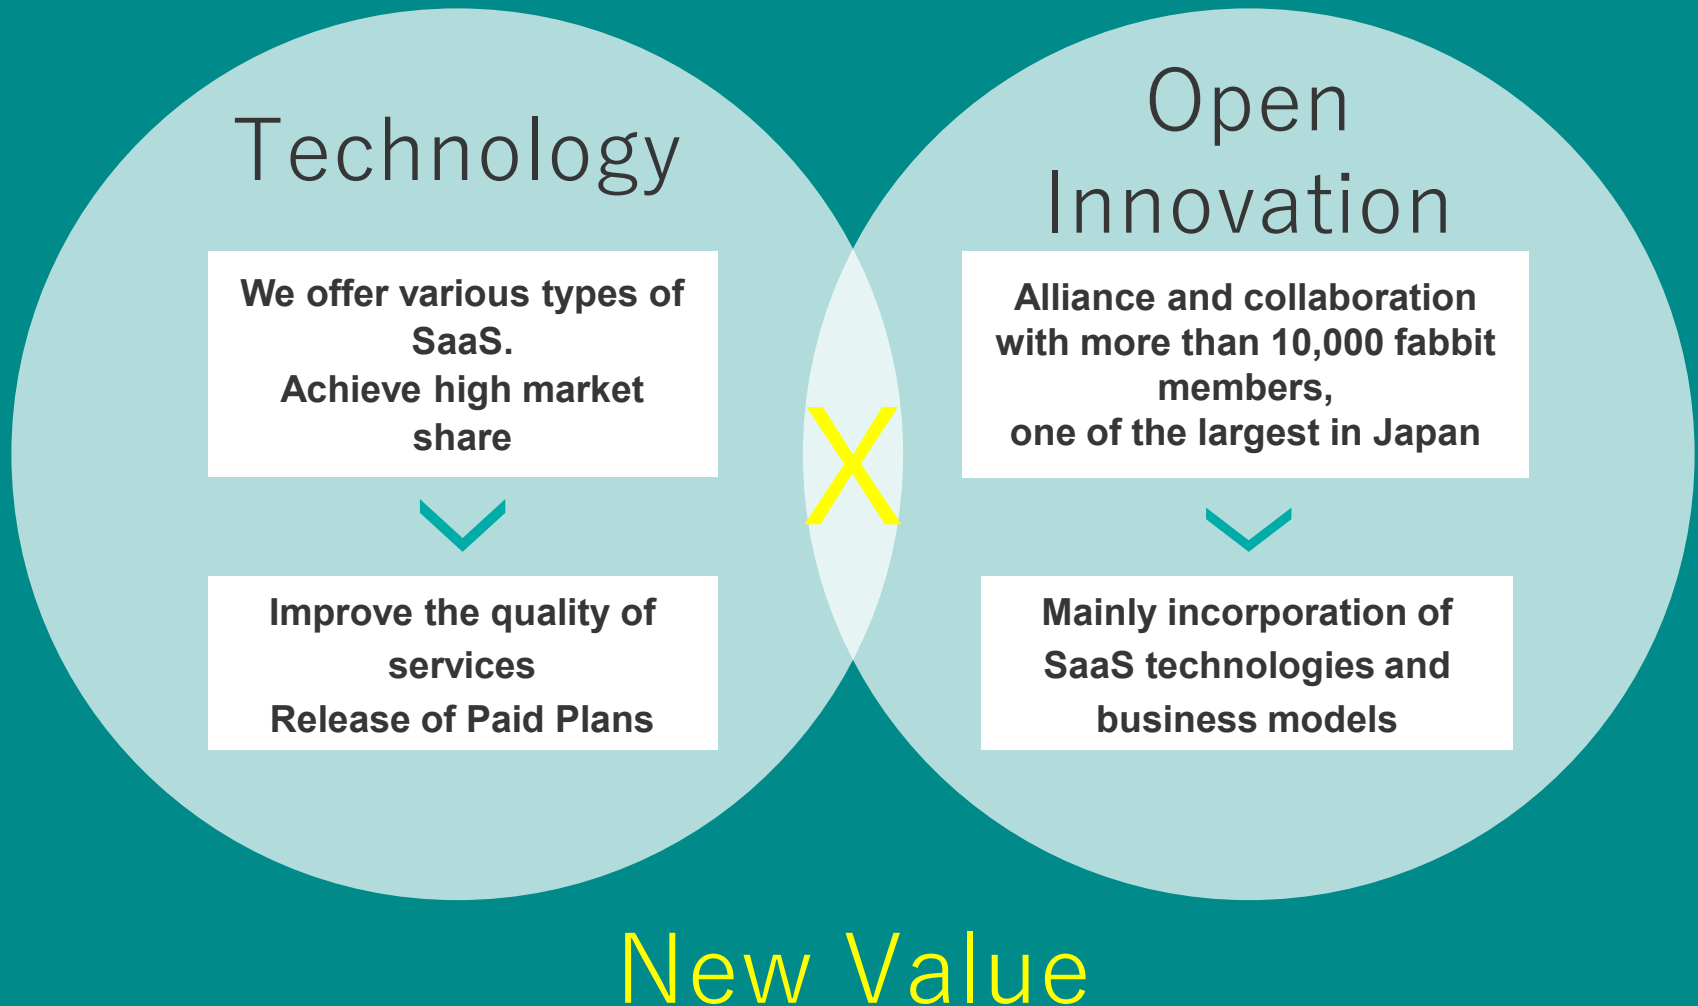 Technology
We offer various types of
SaaS.
Achieve high market
share
Improve the quality of
services
Release of Paid Plans
X
Open
Innovation
Alliance and collaboration
with more than 10,000 fabbit
members,
one of the largest in Japan
Mainly incorporation of
SaaS technologies and
business models
New Value